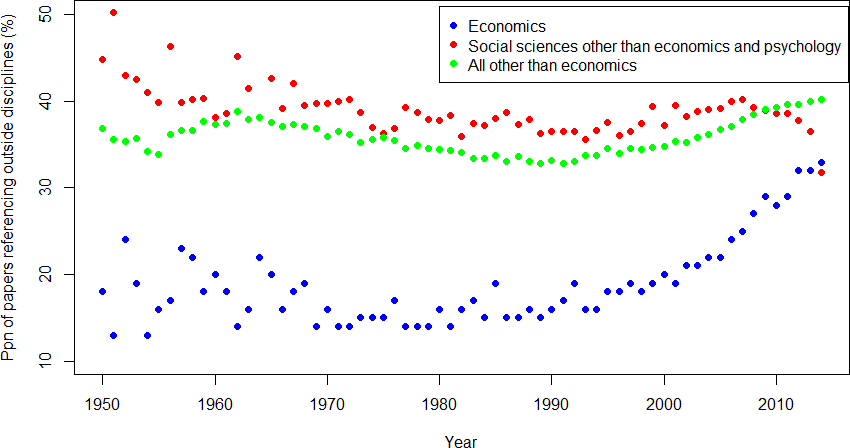 Ppn of papers referencing outside disciplines (%)
50
40
30
20
10
Economics
Social sciences other than economics and psychology
All other than economics
1950
1960
1970
1980
1990
2000
2010
Year